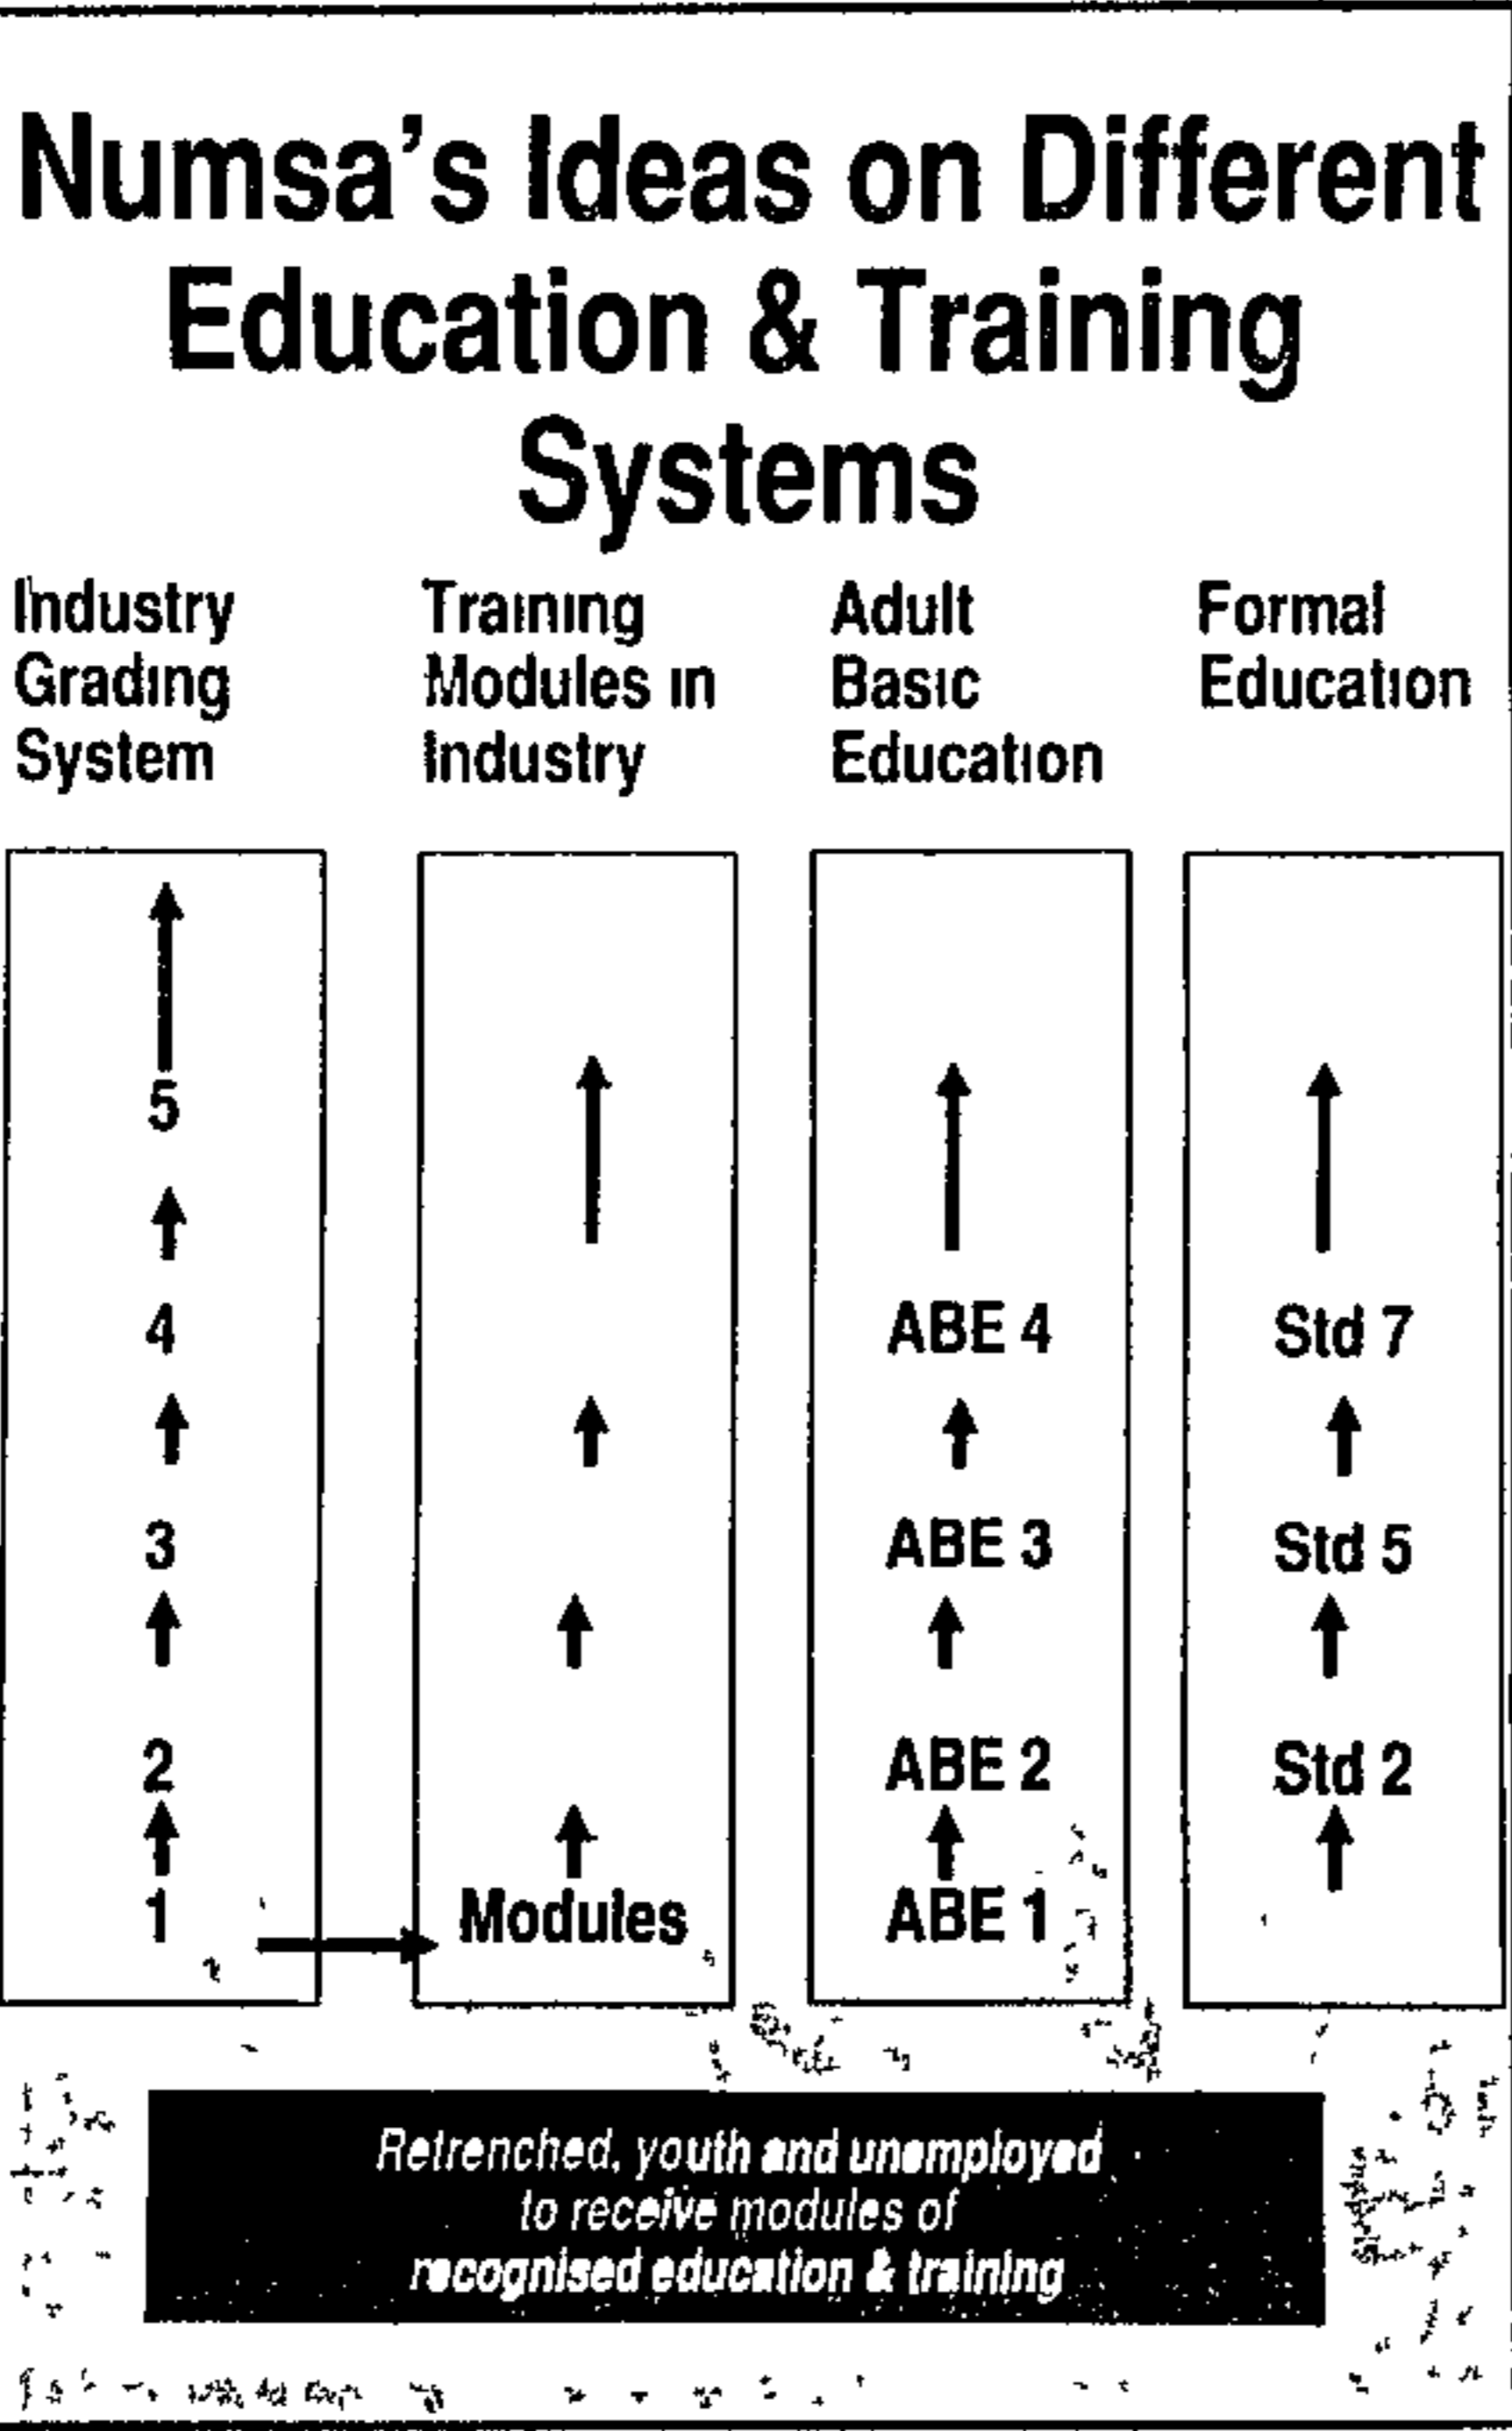 Numsa's Ideas on Different
Education & Training
Systems
Industry
Grading
System
Training
Modules in
Industry
Adult
Basic
Education
Formal
Education
5
4
3
2
1
Modules
ABE 4
ABE 3
ABE 2
ABE 1
Std 7
Std 5
Std 2
Retrenched, youth and unemployed
to receive modules of
recognised education & training